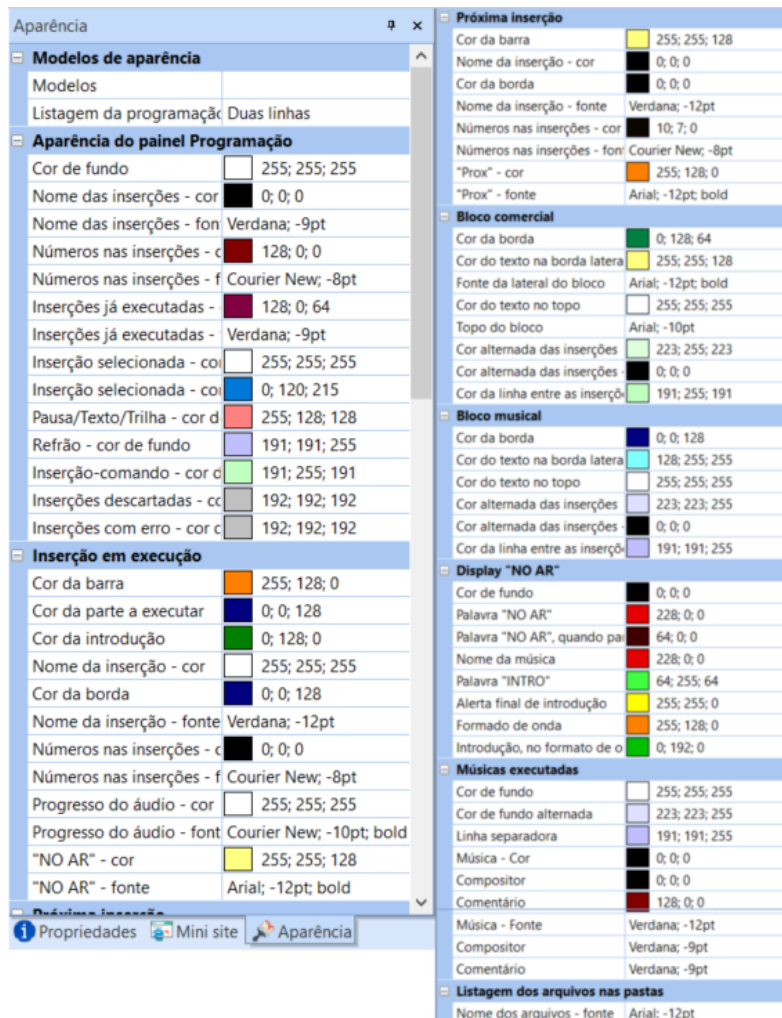 Aparência
Modelos de aparência
Modelos
Listagem da programaçã Duas linhas
Aparência do painel Programação
Cor de fundo 255; 255; 255
Nome das inserções - cor 0; 0; 0
Nome das inserções - fon Verdana; -9pt
Números nas inserções - c 128; 0; 0
Números nas inserções - f Courier New; -8pt
Inserções já executadas - 128; 0; 64
Inserções já executadas - Verdana; -9pt
Inserção selecionada - co 255; 255; 255
Inserção selecionada - co 0; 120; 215
Pausa/Texto/Trilha - cor d 255; 128; 128
Refrão - cor de fundo 191; 191; 255
Inserção-comando - cor d 191; 255; 191
Inserções descartadas - co 192; 192; 192
Inserções com erro - cor c 192; 192; 192
Inserção em execução
Cor da barra 255; 128; 0
Cor da parte a executar 0; 0; 128
Cor da introdução 0; 128; 0
Nome da inserção - cor 255; 255; 255
Cor da borda 0; 0; 128
Nome da inserção - fonte Verdana; -12pt
Números nas inserções - c 0; 0; 0
Números nas inserções - f Courier New; -8pt
Progresso do áudio - cor 255; 255; 255
Progresso do áudio - font Courier New; -10pt; bold
"NO AR" - cor 255; 255; 128
"NO AR" - fonte Arial; -12pt; bold
Próxima inserção
Propriedades Mini site Aparência
Próxima inserção
Cor da barra 255; 255; 128
Nome da inserção - cor 0; 0; 0
Cor da borda 0; 0; 0
Nome da inserção - fonte Verdana; -12pt
Números nas inserções - cor 10; 7; 0
Números nas inserções - fon Courier New; -8pt
"Prox" - cor 255; 128; 0
"Prox" - fonte Arial; -12pt; bold
Bloco comercial
Cor da borda 0; 128; 64
Cor do texto na borda latera 255; 255; 128
Fonte da lateral do bloco Arial; -12pt; bold
Cor do texto no topo 255; 255; 255
Topo do bloco Arial; -10pt
Cor alternada das inserções 223; 255; 223
Cor alternada das inserções - 0; 0; 0
Cor da linha entre as inserçõ 191; 255; 191
Bloco musical
Cor da borda 0; 0; 128
Cor do texto na borda latera 128; 255; 255
Cor do texto no topo 255; 255; 255
Cor alternada das inserções 223; 223; 255
Cor alternada das inserções - 0; 0; 0
Cor da linha entre as inserçõ 191; 191; 255
Display "NO AR"
Cor de fundo 0; 0; 0
Palavra "NO AR" 228; 0; 0
Palavra "NO AR", quando pa 64; 0; 0
Nome da música 228; 0; 0
Palavra "INTRO" 64; 255; 64
Alerta final de introdução 255; 255; 0
Formado de onda 255; 128; 0
Introdução, no formato de o 0; 192; 0
Músicas executadas
Cor de fundo 255; 255; 255
Cor de fundo alternada 223; 223; 255
Linha separadora 191; 191; 255
Música - Cor 0; 0; 0
Compositor 0; 0; 0
Comentário 128; 0; 0
Música - Fonte Verdana; -12pt
Compositor Verdana; -9pt
Comentário Verdana; -9pt
Listagem dos arquivos nas pastas
Nome dos arquivos - fonte Arial; -12pt